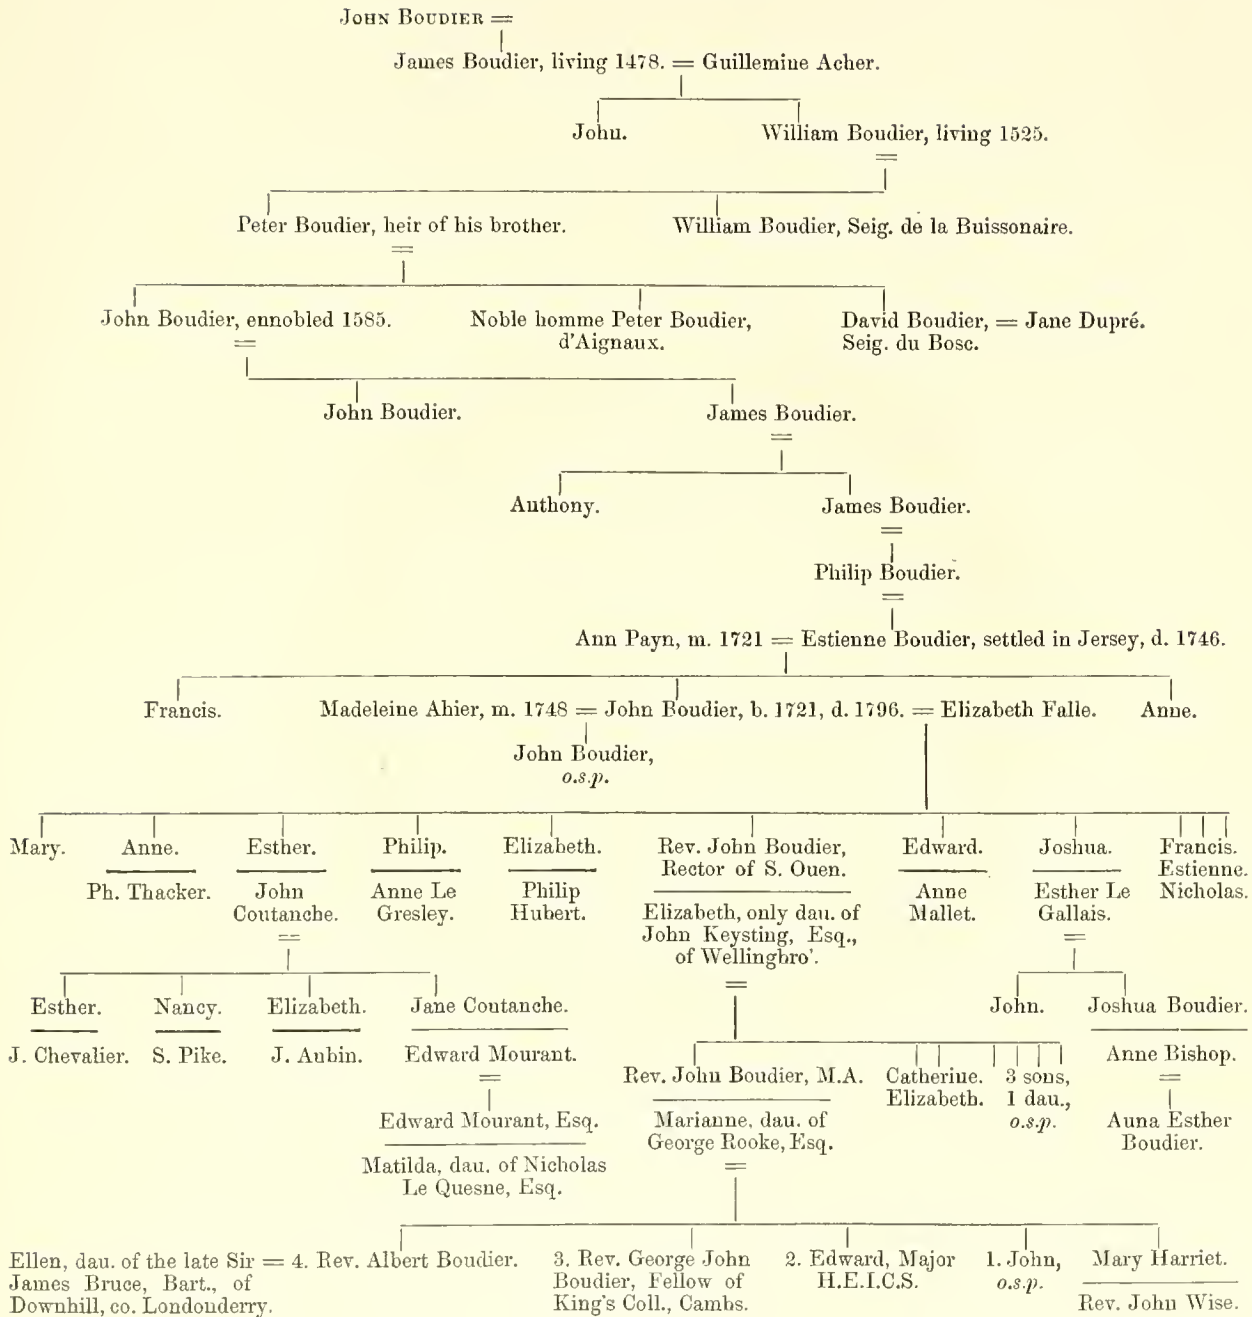 JOHN BOUDIER =
James Boudier, living 1478. = Guillemine Acher.
John. William Boudier, living 1525.
=
Peter Boudier, heir of his brother. William Boudier, Seig. de la Buissonaire.
=
John Boudier, ennobled 1585. Noble homme Peter Boudier, David Boudier, = Jane Dupré.
= d'Aignaux. Seig. du Bosc.
John Boudier. James Boudier.
=
Anthony. James Boudier.
=
Philip Boudier.
=
Ann Payn, m. 1721 = Estienne Boudier, settled in Jersey, d. 1746.
Francis. Madeleine Ahier, m. 1748 = John Boudier, b. 1721, d. 1796. = Elizabeth Falle. Anne.
John Boudier,
o.s.p.
Mary. Anne. Esther. Philip. Elizabeth. Rev. John Boudier, Edward. Joshua. Francis.
Rector of S. Ouen. Estienne.
Ph. Thacker. John Anne Le Philip Anne Esther Le Nicholas.
Coutanche. Gresley. Hubert. Elizabeth, only dau. of Mallet. Gallais.
= John Keysting, Esq., =
of Wellingbro'.
=
Esther. Nancy. Elizabeth. Jane Coutanche. John. Joshua Boudier.
J. Chevalier. S. Pike. J. Aubin. Edward Mourant. Anne Bishop.
= Rev. John Boudier, M.A. Catherine. 3 sons, =
Elizabeth. 1 dau.,
Edward Mourant, Esq. Marianne, dau. of o.s.p. Anna Esther
George Rooke, Esq. Boudier.
Matilda, dau. of Nicholas =
Le Quesne, Esq.
Ellen, dau. of the late Sir = 4. Rev. Albert Boudier. 3. Rev. George John 2. Edward, Major 1. John, Mary Harriet.
James Bruce, Bart., of Boudier, Fellow of H.E.I.C.S. o.s.p.
Downhill, co. Londonderry. King's Coll., Cambs. Rev. John Wise.